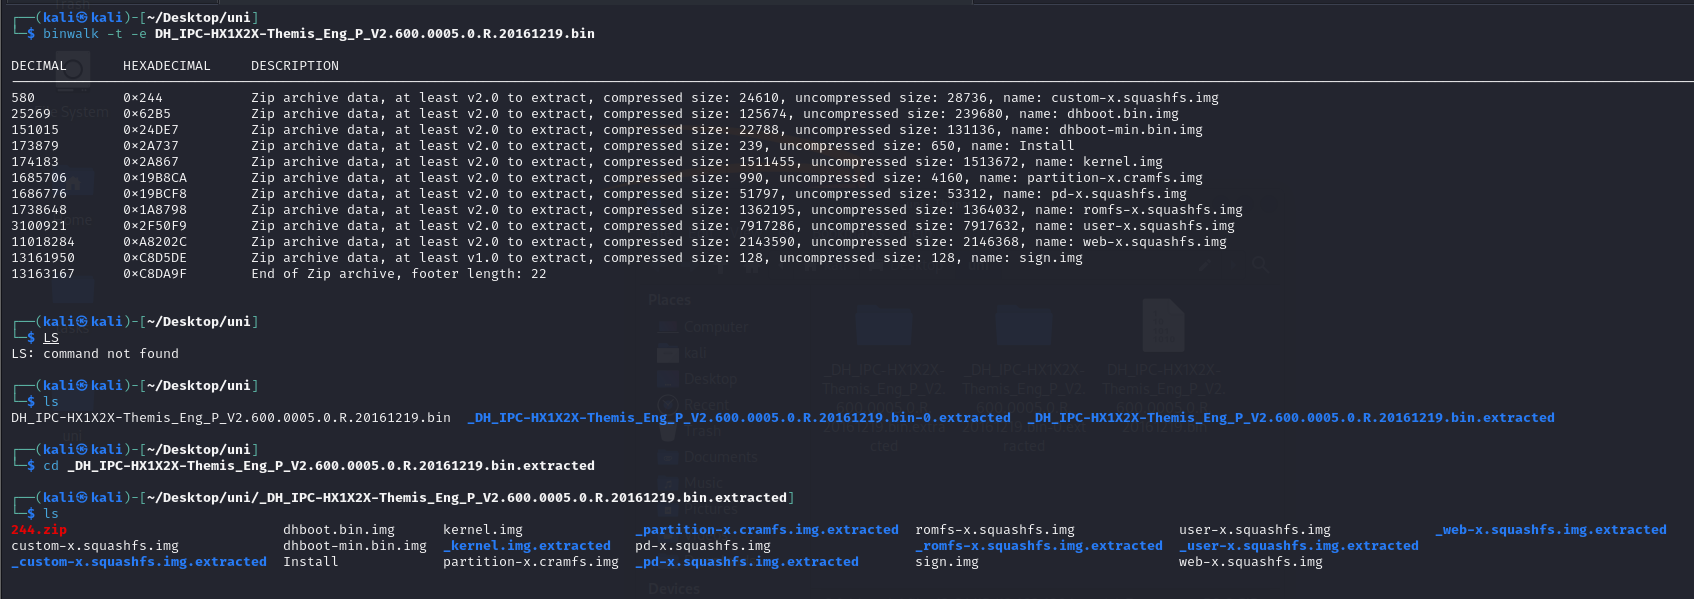 ┌──(kali㉿kali)-[~/Desktop/uni]
└─$ binwalk -t -e DH_IPC-HX1X2X-Themis_Eng_P_V2.600.0005.0.R.20161219.bin
DECIMAL       HEXADECIMAL     DESCRIPTION
580           0×244           Zip archive data, at least v2.0 to extract, compressed size: 24610, uncompressed size: 28736, name: custom-x.squashfs.img
25269         0×62B5          Zip archive data, at least v2.0 to extract, compressed size: 125674, uncompressed size: 239680, name: dhboot.bin.img
151015        0×24DE7         Zip archive data, at least v2.0 to extract, compressed size: 22788, uncompressed size: 131136, name: dhboot-min.bin.img
173879        0×2A737         Zip archive data, at least v2.0 to extract, compressed size: 239, uncompressed size: 650, name: Install
174183        0×2A867         Zip archive data, at least v2.0 to extract, compressed size: 1511455, uncompressed size: 1513672, name: kernel.img
1685706       0×19B8CA        Zip archive data, at least v2.0 to extract, compressed size: 990, uncompressed size: 4160, name: partition-x.cramfs.img
1686776       0×19BCF8        Zip archive data, at least v2.0 to extract, compressed size: 51797, uncompressed size: 53312, name: pd-x.squashfs.img
1738648       0×1A8798        Zip archive data, at least v2.0 to extract, compressed size: 1362195, uncompressed size: 1364032, name: romfs-x.squashfs.img
3100921       0×2F50F9        Zip archive data, at least v2.0 to extract, compressed size: 7917286, uncompressed size: 7917632, name: user-x.squashfs.img
11018284      0×A8202C        Zip archive data, at least v2.0 to extract, compressed size: 2143590, uncompressed size: 2146368, name: web-x.squashfs.img
13161950      0×C8D5DE        Zip archive data, at least v1.0 to extract, compressed size: 128, uncompressed size: 128, name: sign.img
13163167      0×C8DA9F        End of Zip archive, footer length: 22
┌──(kali㉿kali)-[~/Desktop/uni]
└─$ LS
LS: command not found
┌──(kali㉿kali)-[~/Desktop/uni]
└─$ ls
DH_IPC-HX1X2X-Themis_Eng_P_V2.600.0005.0.R.20161219.bin  _DH_IPC-HX1X2X-Themis_Eng_P_V2.600.0005.0.R.20161219.bin-0.extracted  _DH_IPC-HX1X2X-Themis_Eng_P_V2.600.0005.0.R.20161219.bin.extracted
┌──(kali㉿kali)-[~/Desktop/uni]
└─$ cd _DH_IPC-HX1X2X-Themis_Eng_P_V2.600.0005.0.R.20161219.bin.extracted
┌──(kali㉿kali)-[~/Desktop/uni/_DH_IPC-HX1X2X-Themis_Eng_P_V2.600.0005.0.R.20161219.bin.extracted]
└─$ ls
244.zip                           dhboot.bin.img      kernel.img              _partition-x.cramfs.img.extracted  romfs-x.squashfs.img             user-x.squashfs.img             _web-x.squashfs.img.extracted
custom-x.squashfs.img             dhboot-min.bin.img  _kernel.img.extracted   pd-x.squashfs.img                  _romfs-x.squashfs.img.extracted  _user-x.squashfs.img.extracted
_custom-x.squashfs.img.extracted  Install             partition-x.cramfs.img  _pd-x.squashfs.img.extracted       sign.img                         web-x.squashfs.img
Places
Computer
kali
Desktop
Recent
Trash
Documents
Music
Pictures
Devices